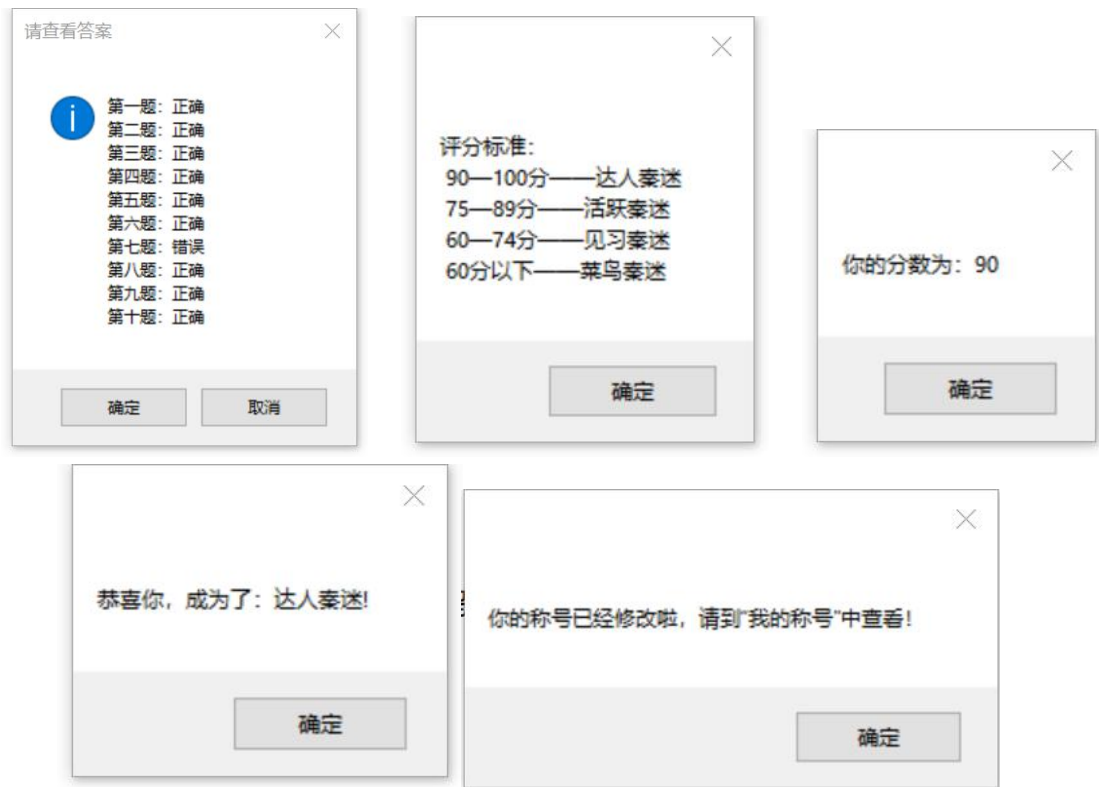 请查看答案
第一题：正确
第二题：正确
第三题：正确
第四题：正确
第五题：正确
第六题：正确
第七题：错误
第八题：正确
第九题：正确
第十题：正确
确定
取消
评分标准：
90—100分——达人秦迷
75—89分——活跃秦迷
60—74分——见习秦迷
60分以下——菜鸟秦迷
确定
你的分数为：90
确定
恭喜你，成为了：达人秦迷!
确定
你的称号已经修改啦，请到"我的称号"中查看！
确定